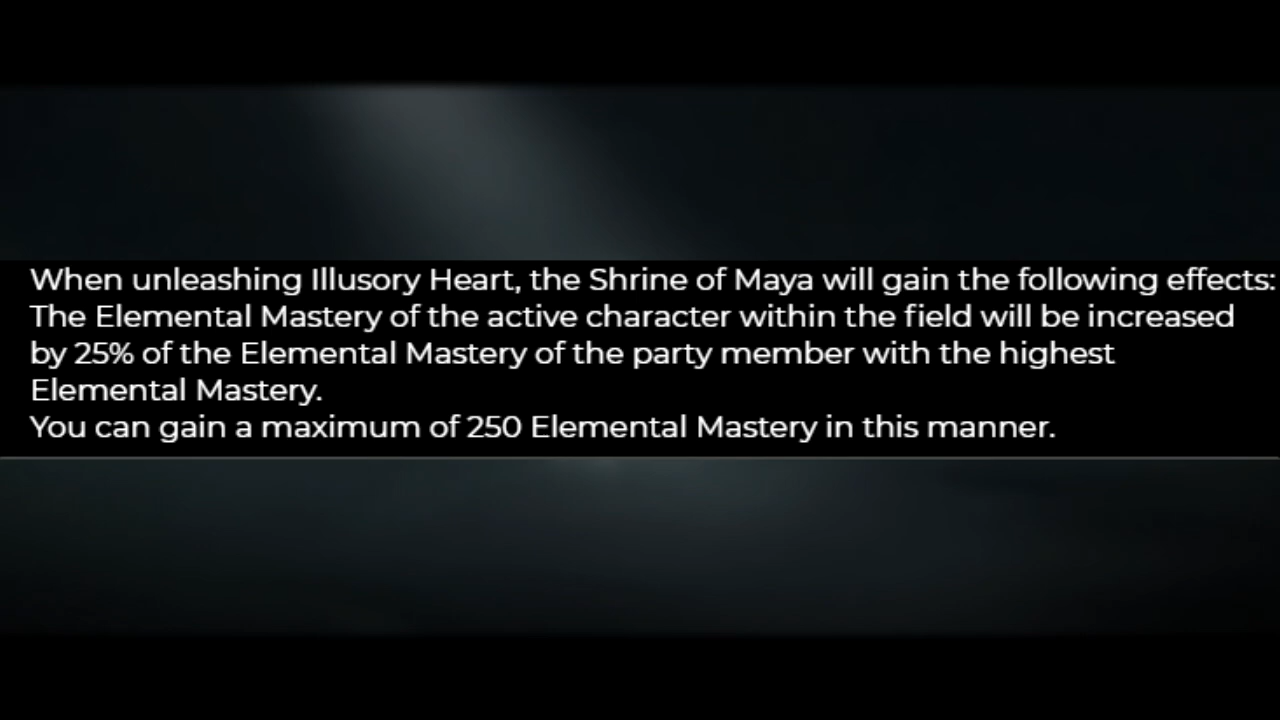 When unleashing Illusory Heart, the Shrine of Maya will gain the following effects:
The Elemental Mastery of the active character within the field will be increased
by 25% of the Elemental Mastery of the party member with the highest
Elemental Mastery.
You can gain a maximum of 250 Elemental Mastery in this manner.